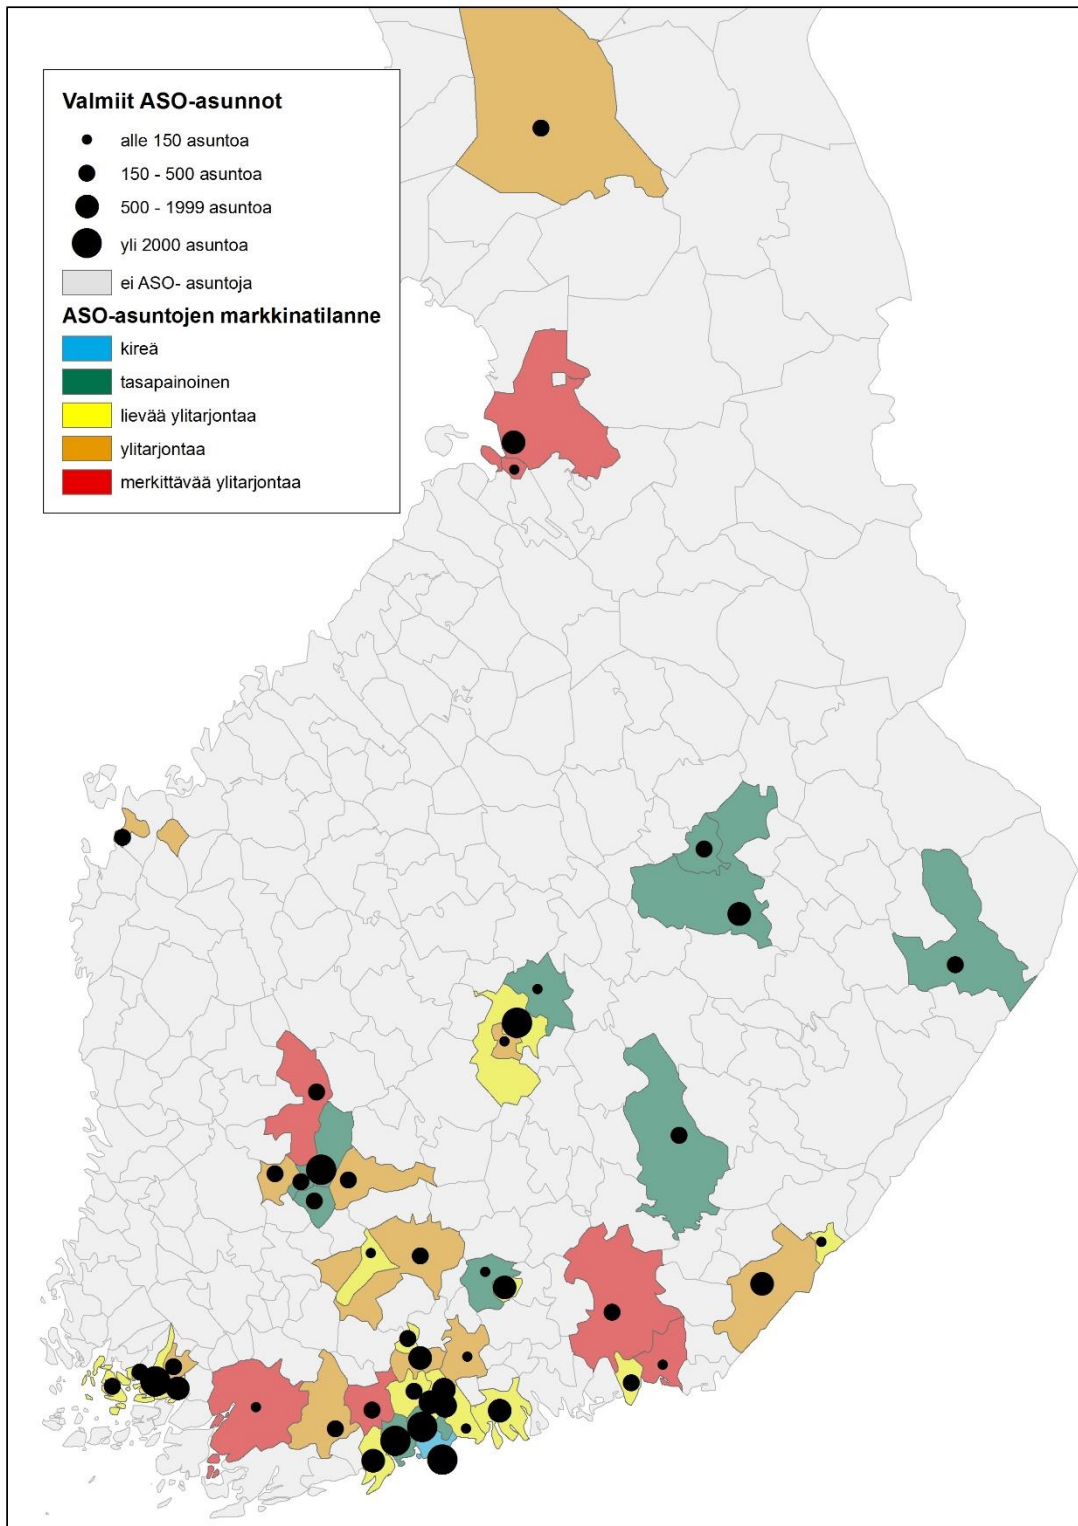 Valmiit ASO-asunnot
alle 150 asuntoa
150 - 500 asuntoa
500 - 1999 asuntoa
yli 2000 asuntoa
ei ASO- asuntoja
ASO-asuntojen markkinatilanne
kireä
tasapainoinen
lievää ylitarjontaa
ylitarjontaa
merkittävää ylitarjontaa